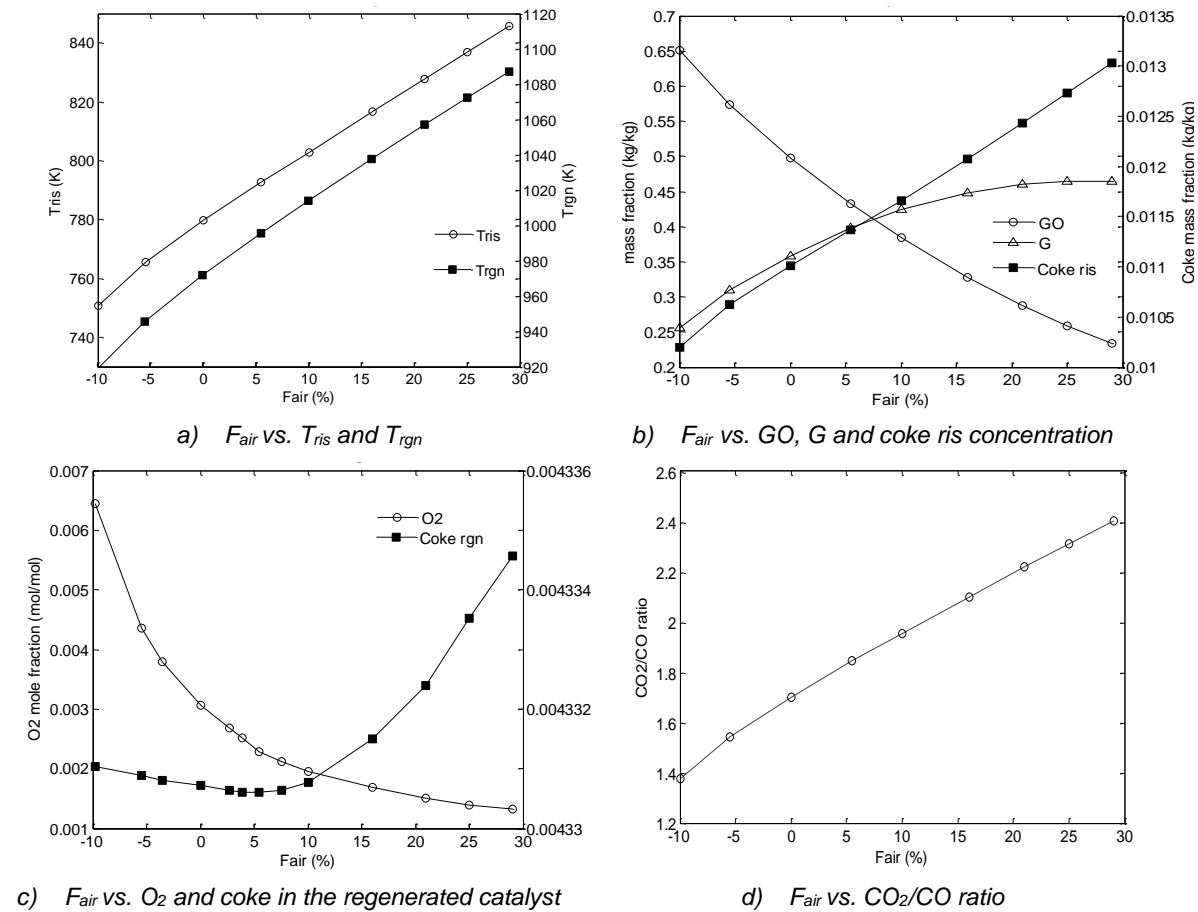 840
820
800
780
760
740
Tris (K)
1120
1100
1080
1060
1040
1020
1000
980
960
940
920
Trgn (K)
Tris
Trgn
-10 -5 0 5 10 15 20 25 30
Fair (%)
a) Fair vs. Tris and Trgn
0.7
0.65
0.6
0.55
0.5
0.45
0.4
0.35
0.3
0.25
0.2
mass fraction (kg/kg)
0.0135
0.013
0.0125
0.012
0.0115
0.011
0.0105
0.01
Coke mass fraction (kg/kg)
GO
G
Coke ris
-10 -5 0 5 10 15 20 25 30
Fair (%)
b) Fair vs. GO, G and coke ris concentration
0.007
0.006
0.005
0.004
0.003
0.002
0.001
O2 mole fraction (mol/mol)
0.004336
0.004334
0.004332
0.00433
O2
Coke rgn
-10 -5 0 5 10 15 20 25 30
Fair (%)
c) Fair vs. O2 and coke in the regenerated catalyst
2.6
2.4
2.2
2
1.8
1.6
1.4
1.2
CO2/CO ratio
-10 -5 0 5 10 15 20 25 30
Fair (%)
d) Fair vs. CO2/CO ratio